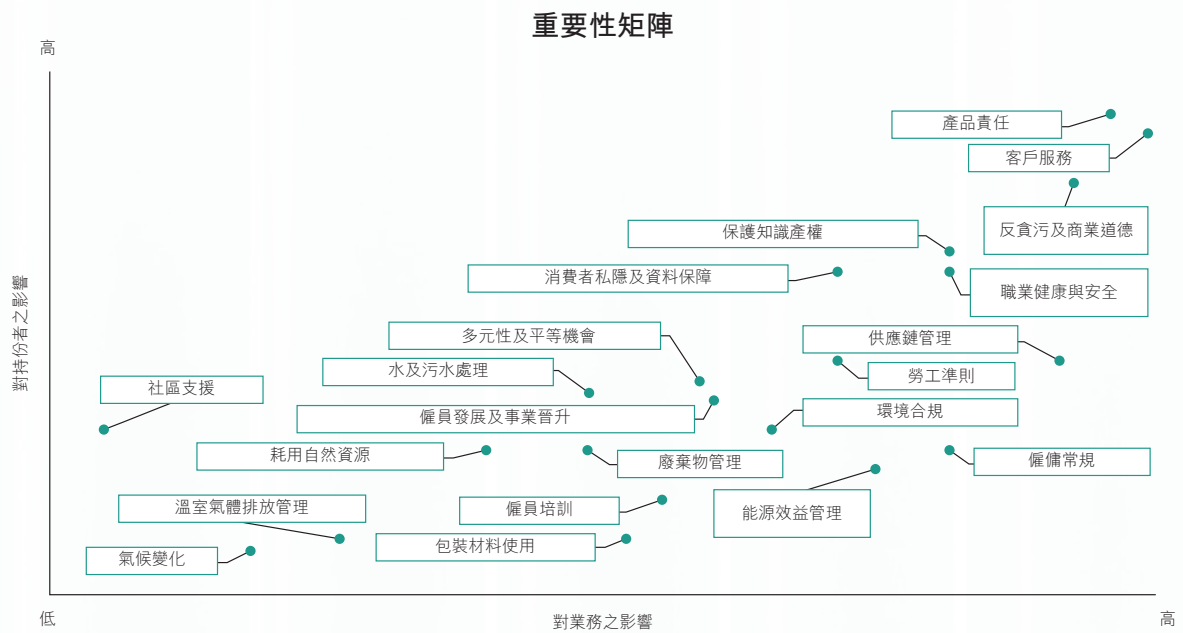 重要性矩陣
高
產品責任
客戶服務
反貪污及商業道德
保護知識產權
消費者私隱及資料保障
職業健康與安全
多元性及平等機會
供應鏈管理
水及污水處理
勞工準則
社區支援
僱員發展及事業晉升
環境合規
耗用自然資源
廢棄物管理
僱傭常規
溫室氣體排放管理
僱員培訓
能源效益管理
包裝材料使用
氣候變化
對持份者之影響
低
對業務之影響
高